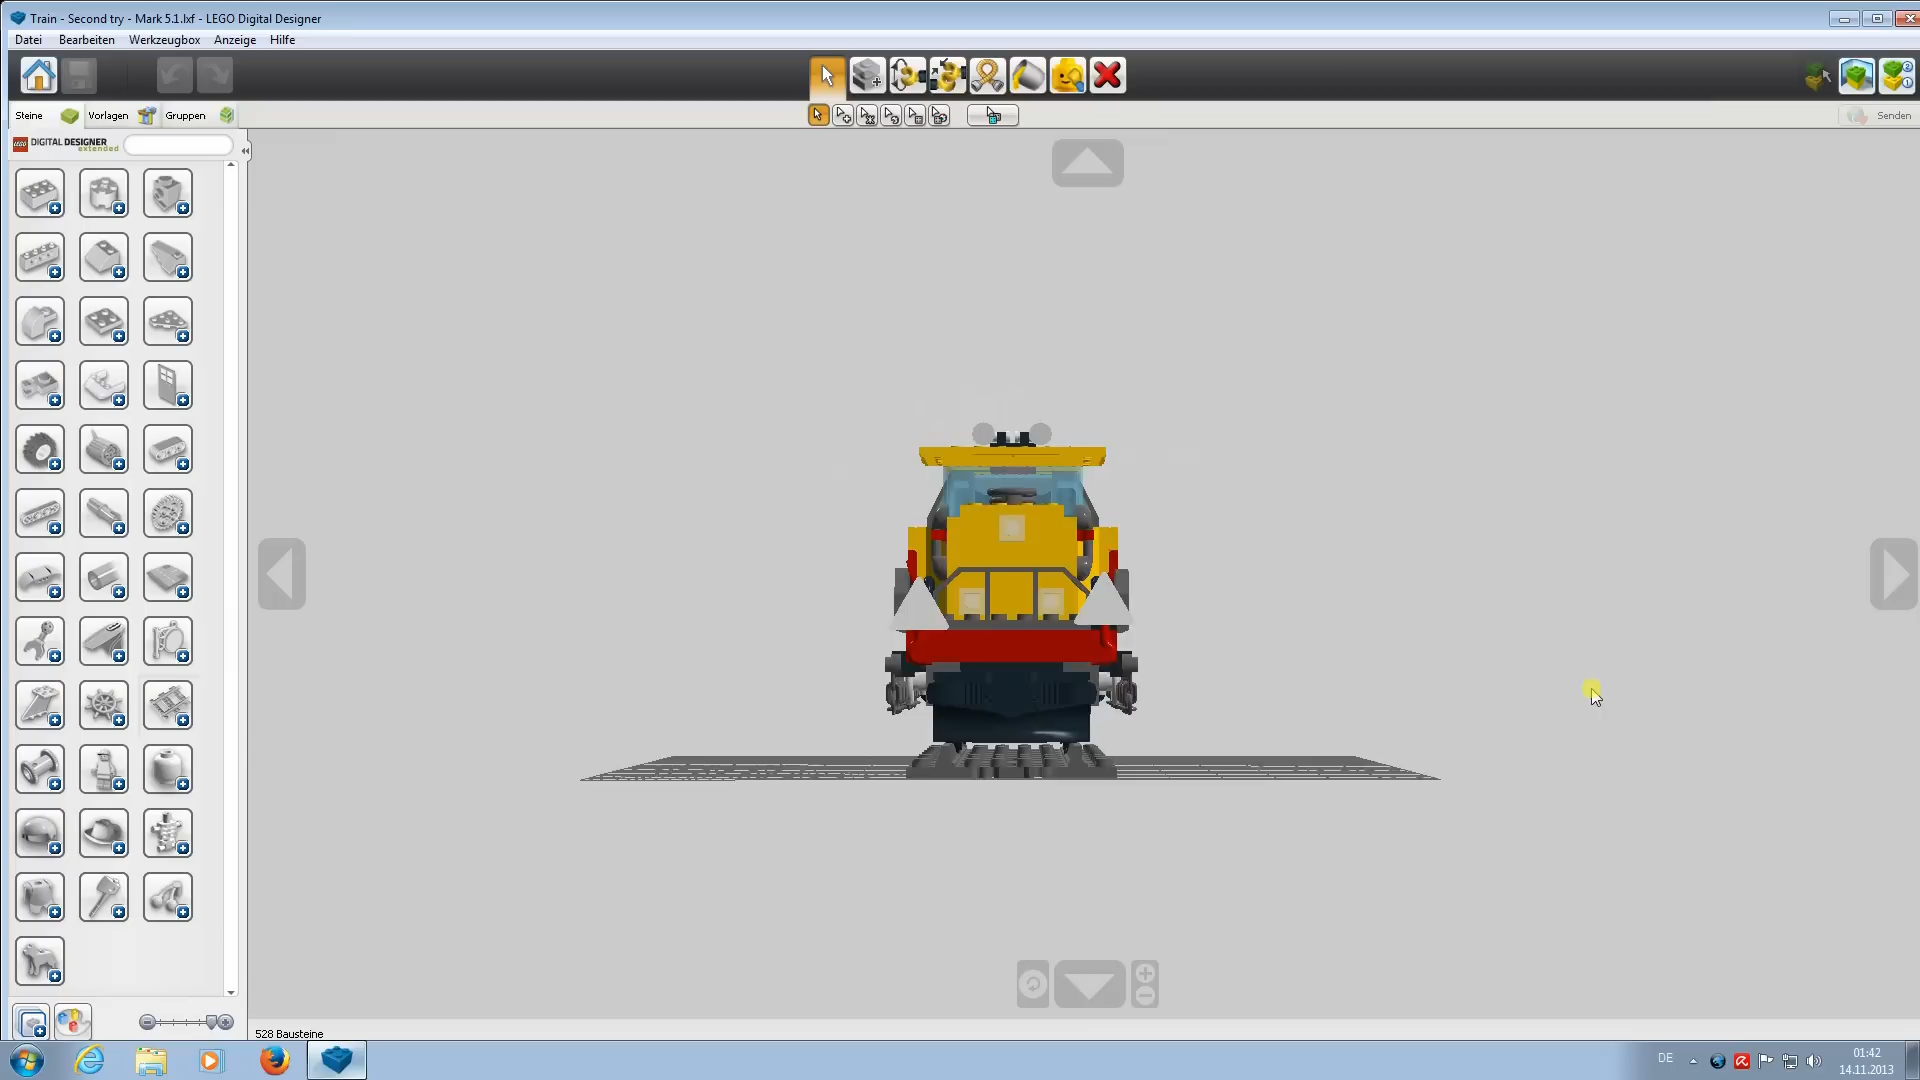 Train - Second try - Mark 5.1.lxf - LEGO Digital Designer
Datei Bearbeiten Werkzeugbox Anzeige Hilfe
Steine Vorlagen Gruppen Senden
LEGO DIGITAL DESIGNER
extended
528 Bausteine
DE 01:42
14.11.2013